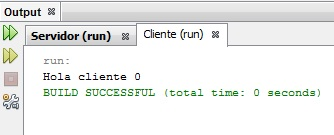 Output
Servidor (run)
Cliente (run)
run:
Hola cliente 0
BUILD SUCCESSFUL (total time: 0 seconds)